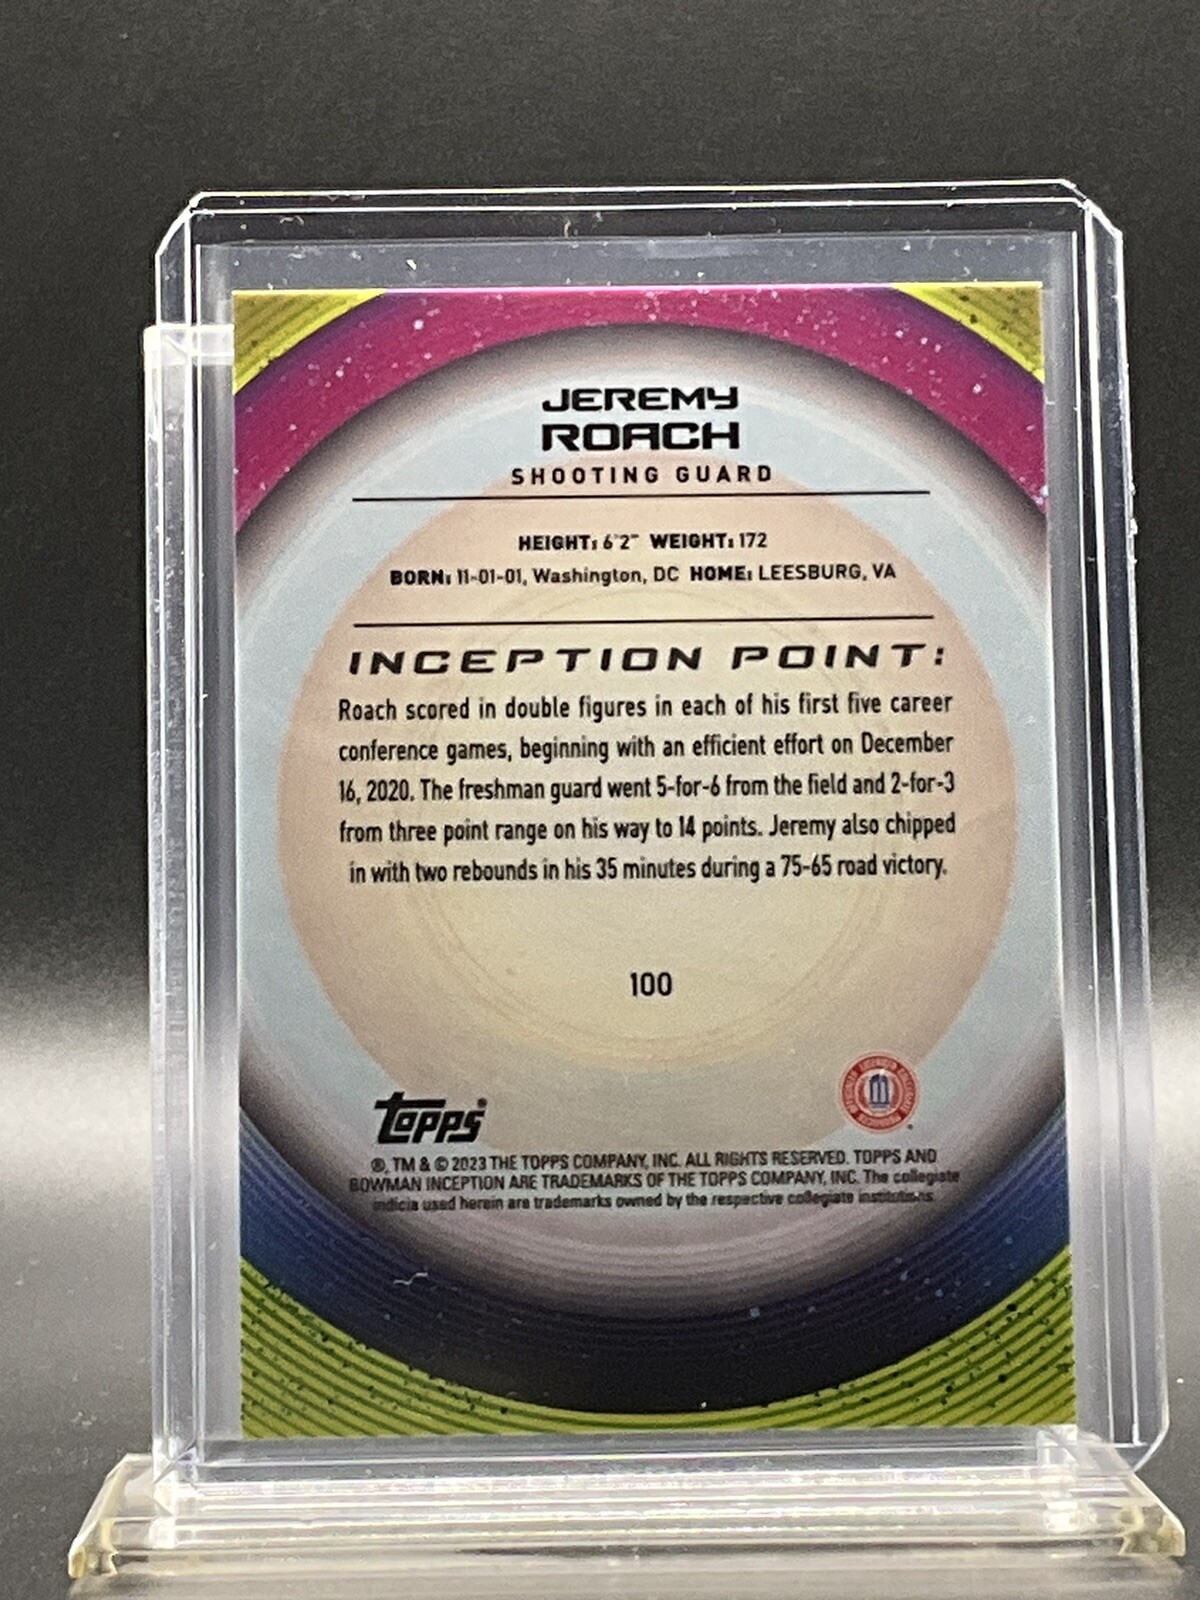 JEREMY
ROACH
SHOOTING GUARD
HEIGHT: 6'2" WEIGHT: 172
BORN: 11-01-01, Washington, DC HOME: LEESBURG, VA
INCEPTION POINT:
Roach scored in double figures in each of his first five career
conference games, beginning with an efficient effort on December
16, 2020. The freshman guard went 5-for-6 from the field and 2-for-3
from three point range on his way to 14 points. Jeremy also chipped
in with two rebounds in his 35 minutes during a 75-65 road victory.
100
topps®
®, TM & © 2023 THE TOPPS COMPANY, INC. ALL RIGHTS RESERVED. TOPPS AND
BOWMAN INCEPTION ARE TRADEMARKS OF THE TOPPS COMPANY, INC. The collegiate
indicia used herein are trademarks owned by the respective collegiate institutions.